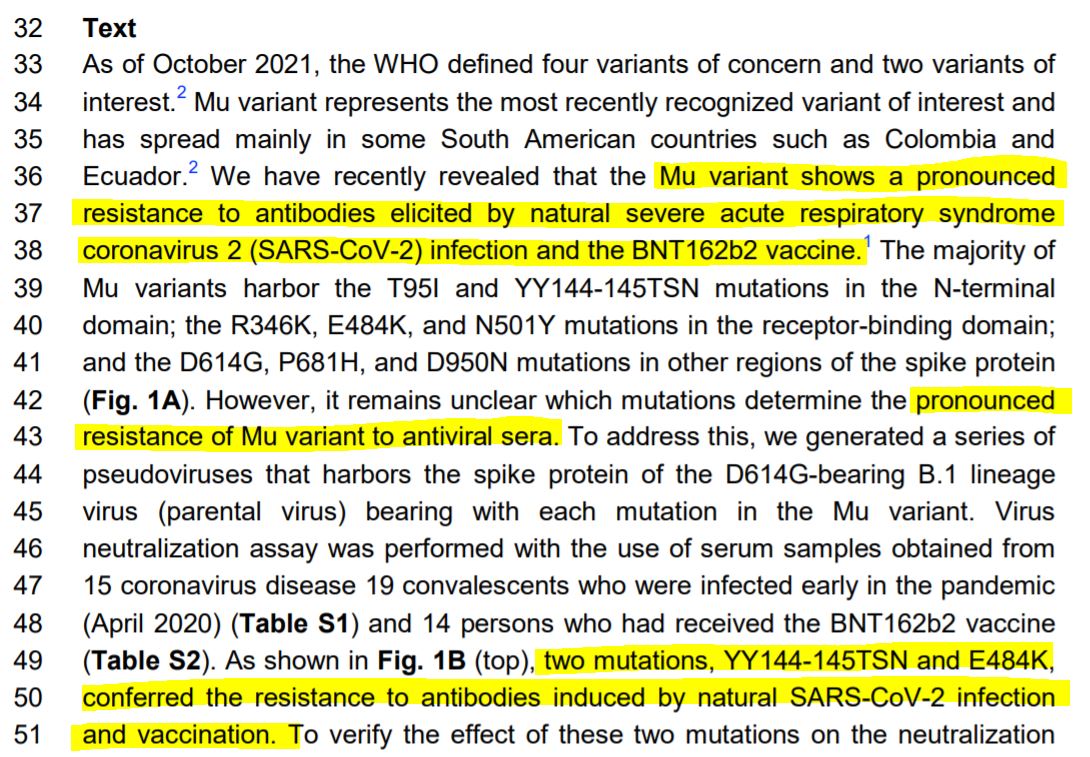 32 Text
33 As of October 2021, the WHO defined four variants of concern and two variants of
34 interest.2 Mu variant represents the most recently recognized variant of interest and
35 has spread mainly in some South American countries such as Colombia and
36 Ecuador.2 We have recently revealed that the Mu variant shows a pronounced
37 resistance to antibodies elicited by natural severe acute respiratory syndrome
38 coronavirus 2 (SARS-CoV-2) infection and the BNT162b2 vaccine.1 The majority of
39 Mu variants harbor the T95I and YY144-145TSN mutations in the N-terminal
40 domain; the R346K, E484K, and N501Y mutations in the receptor-binding domain;
41 and the D614G, P681H, and D950N mutations in other regions of the spike protein
42 (Fig. 1A). However, it remains unclear which mutations determine the pronounced
43 resistance of Mu variant to antiviral sera. To address this, we generated a series of
44 pseudoviruses that harbors the spike protein of the D614G-bearing B.1 lineage
45 virus (parental virus) bearing with each mutation in the Mu variant. Virus
46 neutralization assay was performed with the use of serum samples obtained from
47 15 coronavirus disease 19 convalescents who were infected early in the pandemic
48 (April 2020) (Table S1) and 14 persons who had received the BNT162b2 vaccine
49 (Table S2). As shown in Fig. 1B (top), two mutations, YY144-145TSN and E484K,
50 conferred the resistance to antibodies induced by natural SARS-CoV-2 infection
51 and vaccination. To verify the effect of these two mutations on the neutralization